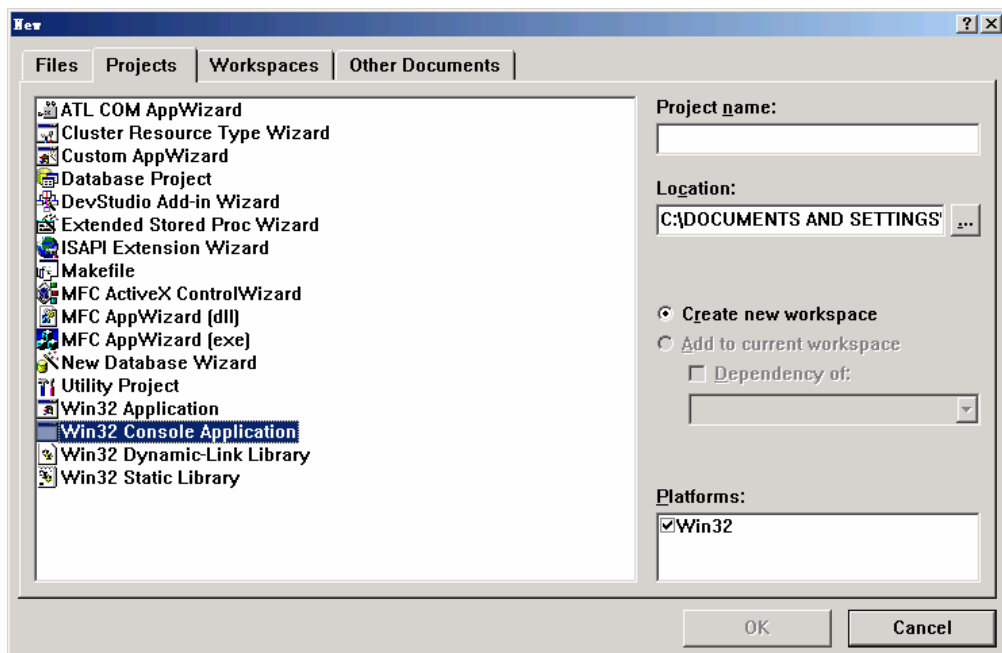 New
Files Projects Workspaces Other Documents
ATL COM AppWizard
Cluster Resource Type Wizard
Custom AppWizard
Database Project
DevStudio Add-in Wizard
Extended Stored Proc Wizard
ISAPI Extension Wizard
Makefile
MFC ActiveX ControlWizard
MFC AppWizard (dll)
MFC AppWizard (exe)
New Database Wizard
Utility Project
Win32 Application
Win32 Console Application
Win32 Dynamic-Link Library
Win32 Static Library
Project name:
Location:
C:\DOCUMENTS AND SETTINGS
...
Create new workspace
Add to current workspace
Dependency of:
Platforms:
Win32
OK Cancel